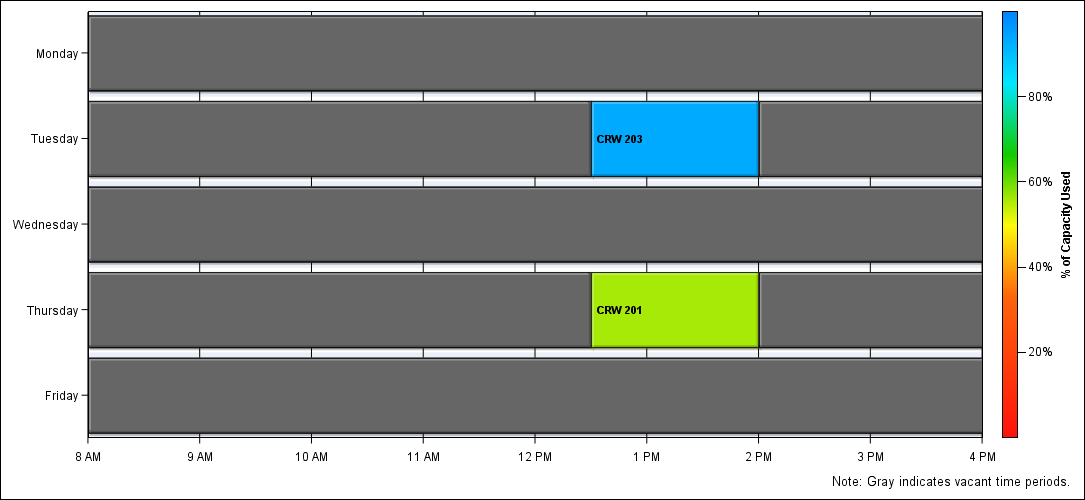 Monday
Tuesday
CRW 203
Wednesday
Thursday
CRW 201
Friday
8 AM 9 AM 10 AM 11 AM 12 PM 1 PM 2 PM 3 PM 4 PM
80%
60%
40%
20%
% of Capacity Used
Note: Gray indicates vacant time periods.